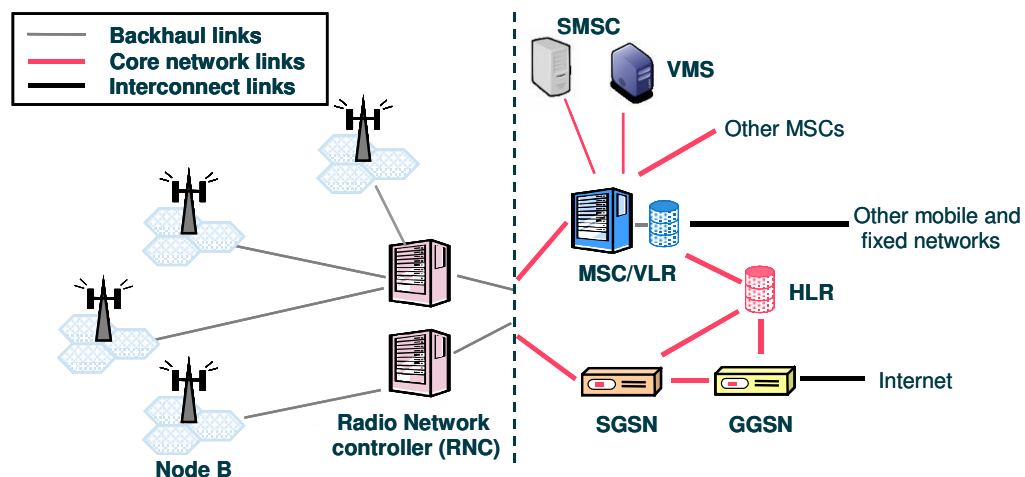 Backhaul links
Core network links
Interconnect links
SMSC
VMS
Other MSCs
Other mobile and
fixed networks
MSC/VLR
HLR
Internet
SGSN
GGSN
Radio Network
controller (RNC)
Node B